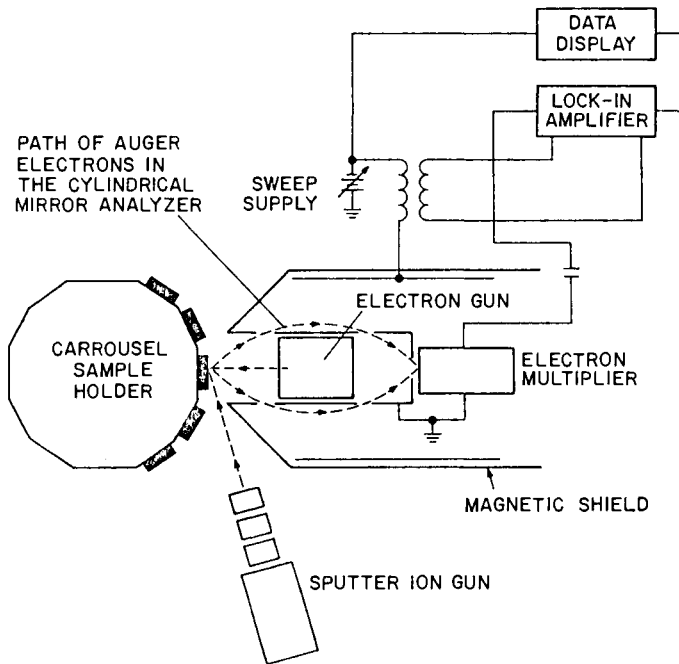 DATA
DISPLAY
LOCK-IN
AMPLIFIER
PATH OF AUGER
ELECTRONS IN
THE CYLINDRICAL
MIRROR ANALYZER
SWEEP
SUPPLY
ELECTRON GUN
CARROUSEL
SAMPLE
HOLDER
ELECTRON
MULTIPLIER
MAGNETIC SHIELD
SPUTTER ION GUN